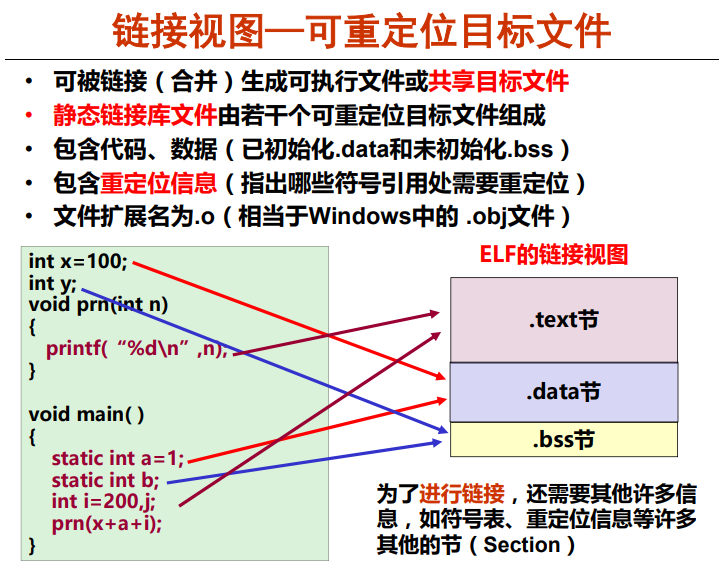 链接视图—可重定位目标文件
• 可被链接（合并）生成可执行文件或共享目标文件
• 静态链接库文件由若干个可重定位目标文件组成
• 包含代码、数据（已初始化.data和未初始化.bss）
• 包含重定位信息（指出哪些符号引用处需要重定位）
• 文件扩展名为.o（相当于Windows中的 .obj文件）
int x=100;
int y;
void prn(int n)
{
printf( “%d\n” ,n);
}
void main( )
{
static int a=1;
static int b;
int i=200,j;
prn(x+a+i);
}
ELF的链接视图
.text节
.data节
.bss节
为了进行链接，还需要其他许多信
息，如符号表、重定位信息等许多
其他的节（Section）